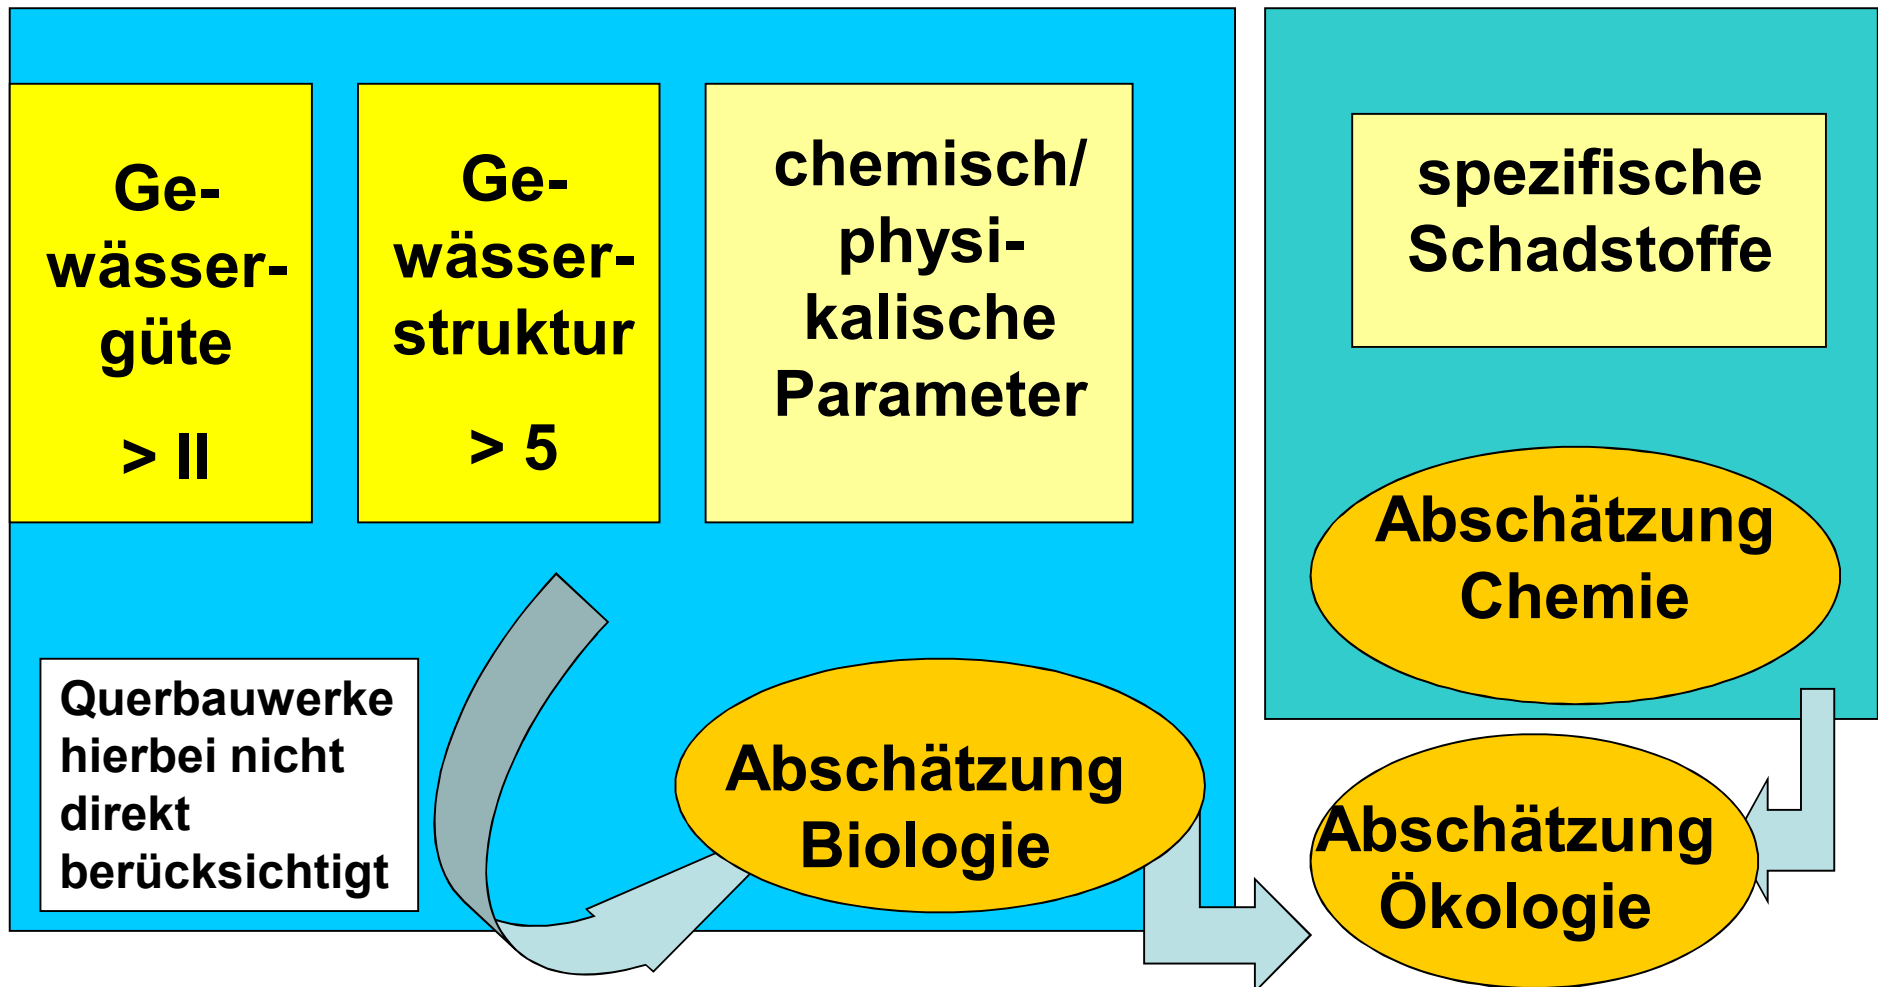 Ge-
wässer-
güte
> II
Ge-
wässer-
struktur
> 5
chemisch/
physi-
kalische
Parameter
spezifische
Schadstoffe
Abschätzung
Chemie
Querbauwerke
hierbei nicht
direkt
berücksichtigt
Abschätzung
Biologie
Abschätzung
Ökologie